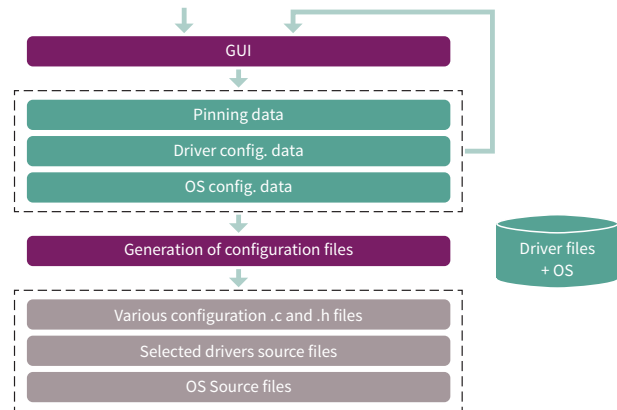 GUI
Pinning data
Driver config. data
OS config. data
Generation of configuration files
Driver files
+ OS
Various configuration .c and .h files
Selected drivers source files
OS Source files